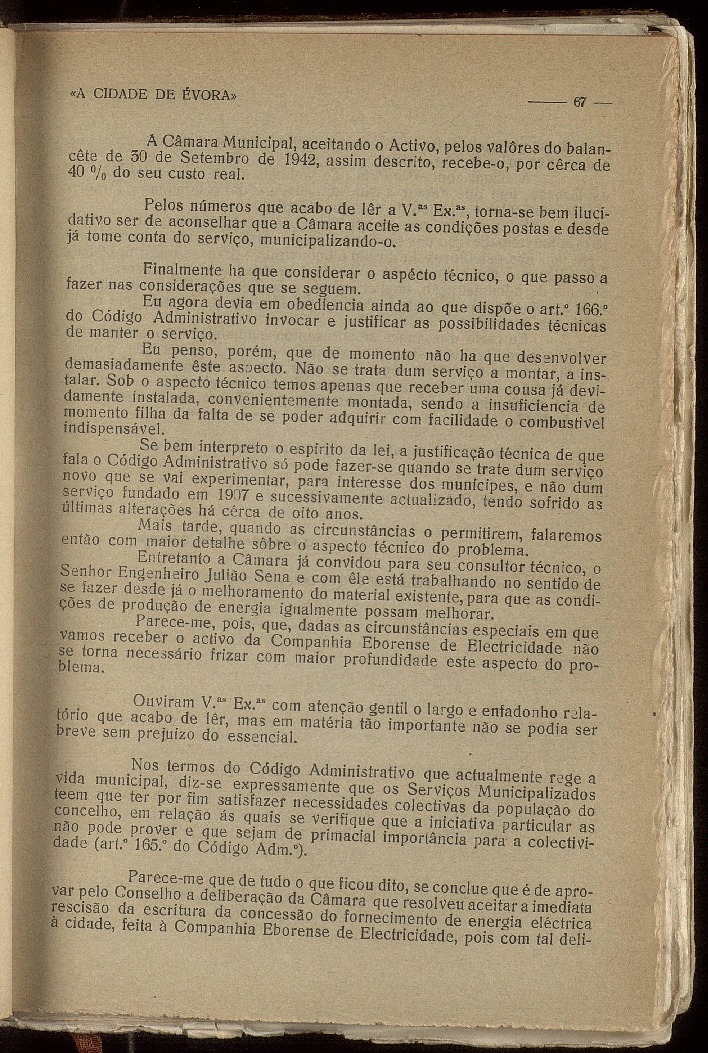 «A CIDADE DE ÉVORA»
—— 67 —
A Câmara Municipal, aceitando o Activo, pelos valôres do balan-
cête de 30 de Setembro de 1942, assim descrito, recebe-o, por cêrca de
40 % do seu custo real.
Pelos números que acabo de lêr a V.as Ex.as, torna-se bem iluci-
dativo ser de aconselhar que a Câmara aceite as condições postas e desde
já tome conta do serviço, municipalizando-o.
Finalmente ha que considerar o aspécto técnico, o que passo a
fazer nas considerações que se seguem.
Eu agora devia em obediencia ainda ao que dispõe o art.º 166.º
do Código Administrativo invocar e justificar as possibilidades técnicas
de manter o serviço.
Eu penso, porém, que de momento não ha que desenvolver
demasiadamente êste aspecto. Não se trata dum serviço a montar, a ins-
talar. Sob o aspecto técnico temos apenas que receber uma cousa já devi-
damente instalada, convenientemente montada, sendo a insuficiencia de
momento filha da falta de se poder adquirir com facilidade o combustivel
indispensável.
Se bem interpreto o espirito da lei, a justificação técnica de que
fala o Código Administrativo só pode fazer-se quando se trate dum serviço
novo que se vai experimentar, para interesse dos munícipes, e não dum
serviço fundado em 1907 e sucessivamente actualizado, tendo sofrido as
últimas alterações há cêrca de oito anos.
Mais tarde, quando as circunstâncias o permitirem, falaremos
então com maior detalhe sôbre o aspecto técnico do problema.
Entretanto a Câmara já convidou para seu consultor técnico, o
Senhor Engenheiro Julião Sena e com êle está trabalhando no sentido de
se fazer desde já o melhoramento do material existente, para que as condi-
ções de produção de energia igualmente possam melhorar.
Parece-me, pois, que, dadas as circunstâncias especiais em que
vamos receber o activo da Companhia Eborense de Electricidade não
se torna necessário frizar com maior profundidade este aspecto do pro-
blema.
Ouviram V.as Ex.as com atenção gentil o largo e enfadonho rela-
tório que acabo de lêr, mas em matéria tão importante não se podia ser
breve sem prejuízo do essencial.
Nos termos do Código Administrativo que actualmente rege a
vida municipal, diz-se expressamente que os Serviços Municipalizados
teem que ter por fim satisfazer necessidades colectivas da população do
concelho, em relação ás quais se verifique que a iniciativa particular as
não pode prover e que sejam de primacial importância para a colectivi-
dade (art.º 165.º do Código Adm.º).
Parece-me que de tudo o que ficou dito, se conclue que é de apro-
var pelo Conselho a deliberação da Câmara que resolveu aceitar a imediata
rescisão da escritura da concessão do fornecimento de energia eléctrica
à cidade, feita à Companhia Eborense de Electricidade, pois com tal deli-